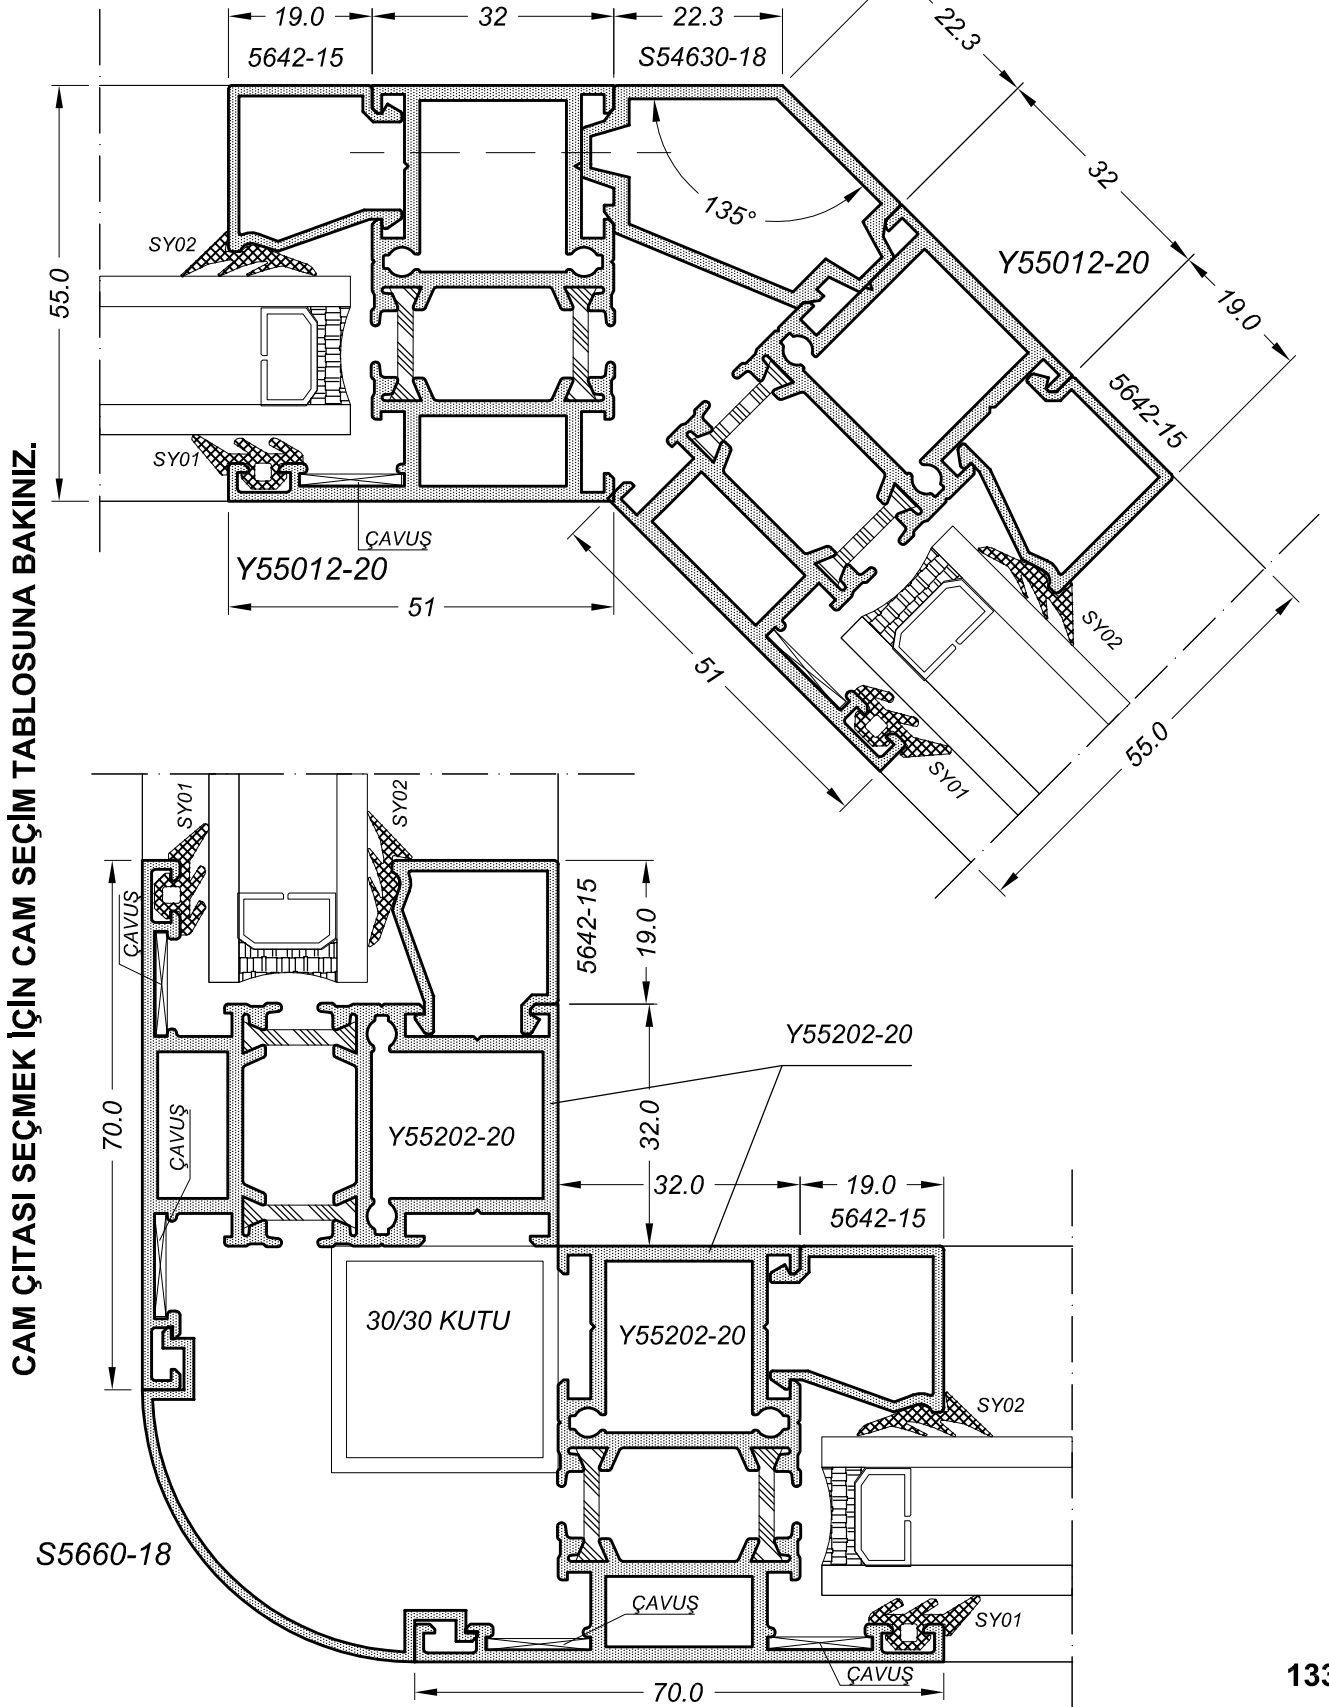 19.0
32
22.3
5642-15
S54630-18
22.3
32
19.0
135°
Y55012-20
5642-15
SY02
55.0
SY01
ÇAVUŞ
Y55012-20
51
SY02
51
SY01
55.0
CAM ÇITASI SEÇMEK İÇİN CAM SEÇİM TABLOSUNA BAKINIZ.
SY01
SY02
ÇAVUŞ
5642-15
19.0
Y55202-20
70.0
ÇAVUŞ
Y55202-20
32.0
32.0
19.0
5642-15
30/30 KUTU
Y55202-20
SY02
S5660-18
ÇAVUŞ
SY01
ÇAVUŞ
70.0
133